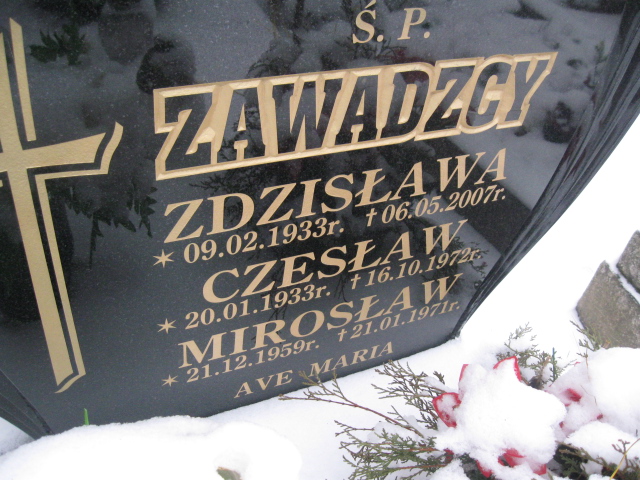 Ś. P.
ZAWADZCY
ZDZISŁAWA
* 09.02.1933r. † 06.05.2007r.
CZESŁAW
* 20.01.1933r. † 16.10.1972r.
MIROSŁAW
* 21.12.1959r. † 21.01.1971r.
AVE MARIA